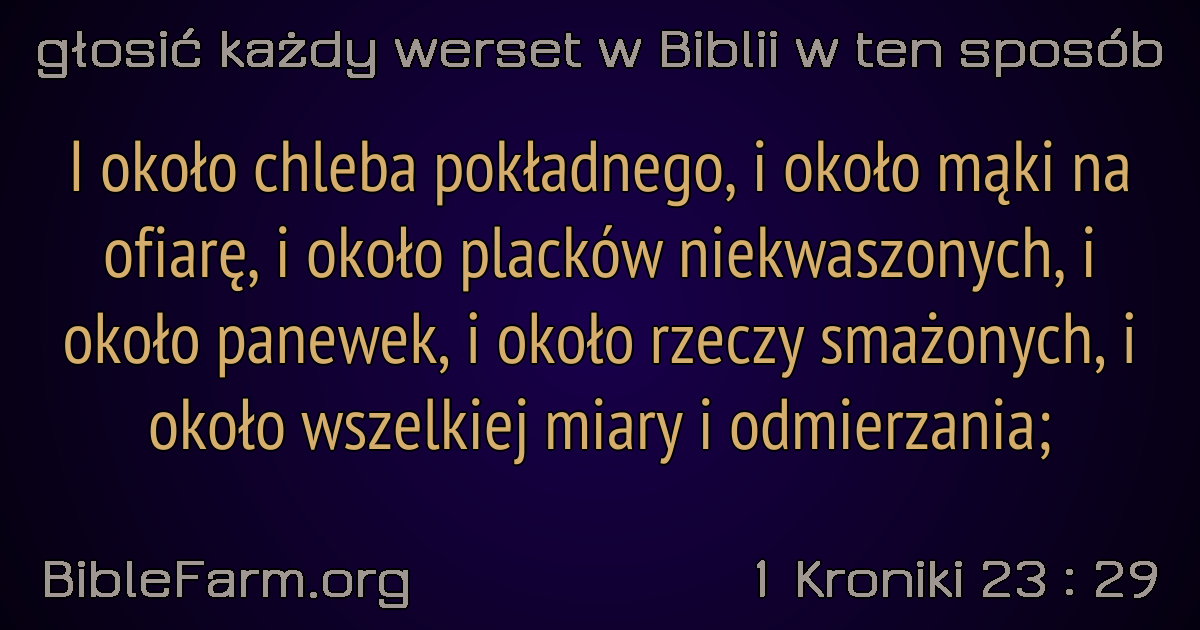 głosić każdy werset w Biblii w ten sposób
I około chleba pokładnego, i około mąki na
ofiarę, i około placków niekwaszonych, i
około panewek, i około rzeczy smażonych, i
około wszelkiej miary i odmierzania;
BibleFarm.org
1 Kroniki 23 : 29